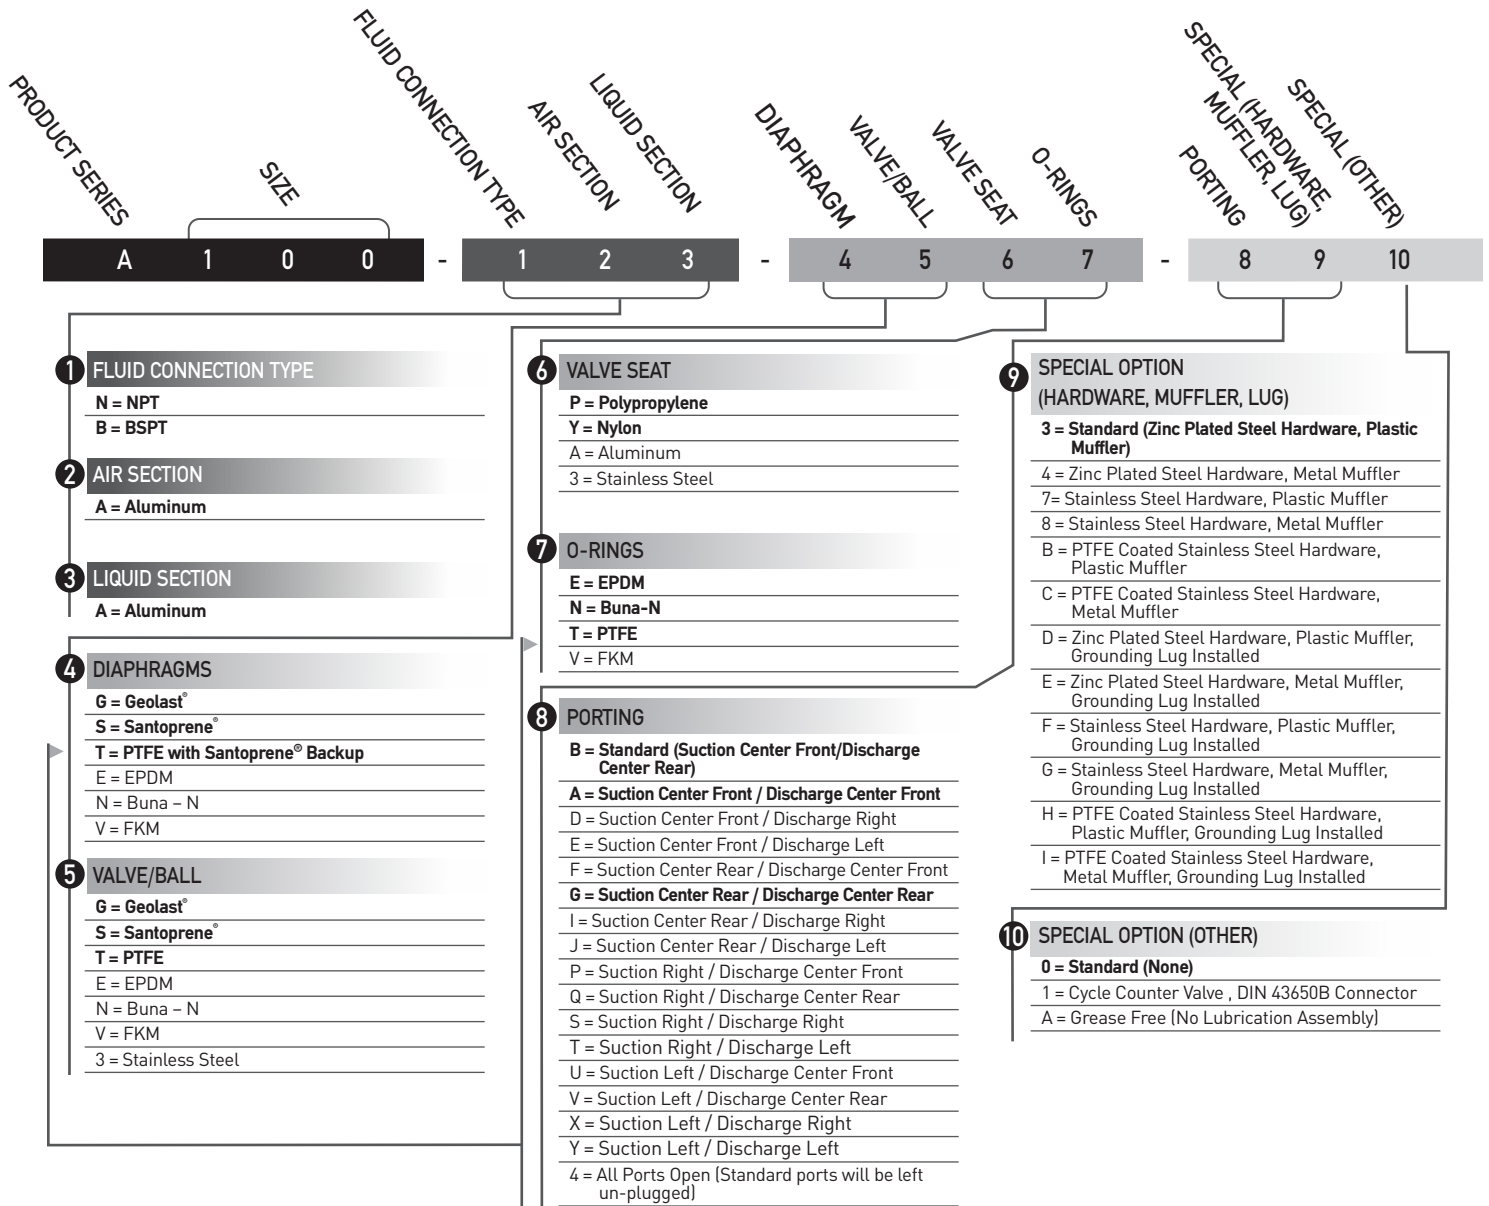 PRODUCT SERIES
SIZE
FLUID CONNECTION TYPE
AIR SECTION
LIQUID SECTION
DIAPHRAGM
VALVE/BALL
VALVE SEAT
O-RINGS
PORTING
SPECIAL (HARDWARE,
MUFFLER, LUG)
SPECIAL (OTHER)
A 1 0 0 - 1 2 3 - 4 5 6 7 - 8 9 10
1 FLUID CONNECTION TYPE
N = NPT
B = BSPT
2 AIR SECTION
A = Aluminum
3 LIQUID SECTION
A = Aluminum
4 DIAPHRAGMS
G = Geolast®
S = Santoprene®
T = PTFE with Santoprene® Backup
E = EPDM
N = Buna – N
V = FKM
5 VALVE/BALL
G = Geolast®
S = Santoprene®
T = PTFE
E = EPDM
N = Buna – N
V = FKM
3 = Stainless Steel
6 VALVE SEAT
P = Polypropylene
Y = Nylon
A = Aluminum
3 = Stainless Steel
7 O-RINGS
E = EPDM
N = Buna-N
T = PTFE
V = FKM
8 PORTING
B = Standard (Suction Center Front/Discharge
Center Rear)
A = Suction Center Front / Discharge Center Front
D = Suction Center Front / Discharge Right
E = Suction Center Front / Discharge Left
F = Suction Center Rear / Discharge Center Front
G = Suction Center Rear / Discharge Center Rear
I = Suction Center Rear / Discharge Right
J = Suction Center Rear / Discharge Left
P = Suction Right / Discharge Center Front
Q = Suction Right / Discharge Center Rear
S = Suction Right / Discharge Right
T = Suction Right / Discharge Left
U = Suction Left / Discharge Center Front
V = Suction Left / Discharge Center Rear
X = Suction Left / Discharge Right
Y = Suction Left / Discharge Left
4 = All Ports Open (Standard ports will be left
un-plugged)
9 SPECIAL OPTION
(HARDWARE, MUFFLER, LUG)
3 = Standard (Zinc Plated Steel Hardware, Plastic
Muffler)
4 = Zinc Plated Steel Hardware, Metal Muffler
7= Stainless Steel Hardware, Plastic Muffler
8 = Stainless Steel Hardware, Metal Muffler
B = PTFE Coated Stainless Steel Hardware,
Plastic Muffler
C = PTFE Coated Stainless Steel Hardware,
Metal Muffler
D = Zinc Plated Steel Hardware, Plastic Muffler,
Grounding Lug Installed
E = Zinc Plated Steel Hardware, Metal Muffler,
Grounding Lug Installed
F = Stainless Steel Hardware, Plastic Muffler,
Grounding Lug Installed
G = Stainless Steel Hardware, Metal Muffler,
Grounding Lug Installed
H = PTFE Coated Stainless Steel Hardware,
Plastic Muffler, Grounding Lug Installed
I = PTFE Coated Stainless Steel Hardware,
Metal Muffler, Grounding Lug Installed
10 SPECIAL OPTION (OTHER)
0 = Standard (None)
1 = Cycle Counter Valve , DIN 43650B Connector
A = Grease Free (No Lubrication Assembly)